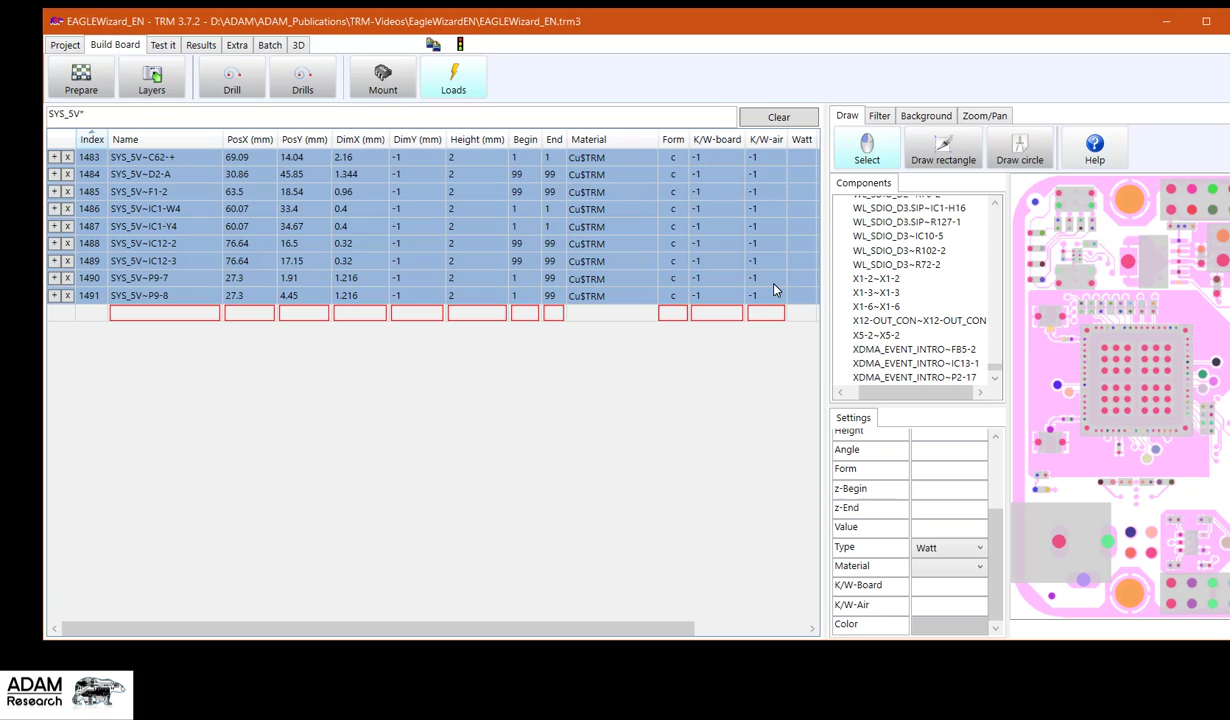 EAGLEWizard_EN - TRM 3.7.2 - D:\ADAM\ADAM_Publications\TRM-Videos\EagleWizardEN\EAGLEWizard_EN.trm3
Project Build Board Test it Results Extra Batch 3D
Prepare Layers Drill Drills Mount Loads
SYS_5V* Clear
Index Name PosX (mm) PosY (mm) DimX (mm) DimY (mm) Height (mm) Begin End Material Form K/W-board K/W-air Watt
+ x 1483 SYS_5V~C62-+ 69.09 14.04 2.16 -1 2 1 1 Cu$TRM c -1 -1
+ x 1484 SYS_5V~D2-A 30.86 45.85 1.344 -1 2 99 99 Cu$TRM c -1 -1
+ x 1485 SYS_5V~F1-2 63.5 18.54 0.96 -1 2 99 99 Cu$TRM c -1 -1
+ x 1486 SYS_5V~IC1-W4 60.07 33.4 0.4 -1 2 1 1 Cu$TRM c -1 -1
+ x 1487 SYS_5V~IC1-Y4 60.07 34.67 0.4 -1 2 1 1 Cu$TRM c -1 -1
+ x 1488 SYS_5V~IC12-2 76.64 16.5 0.32 -1 2 99 99 Cu$TRM c -1 -1
+ x 1489 SYS_5V~IC12-3 76.64 17.15 0.32 -1 2 99 99 Cu$TRM c -1 -1
+ x 1490 SYS_5V~P9-7 27.3 1.91 1.216 -1 2 1 99 Cu$TRM c -1 -1
+ x 1491 SYS_5V~P9-8 27.3 4.45 1.216 -1 2 1 99 Cu$TRM c -1 -1
Draw Filter Background Zoom/Pan
Select Draw rectangle Draw circle Help
Components
WL_SDIO_D3.SIP~IC1-H16
WL_SDIO_D3.SIP~R127-1
WL_SDIO_D3~IC10-5
WL_SDIO_D3~R102-2
WL_SDIO_D3~R72-2
X1-2~X1-2
X1-3~X1-3
X1-6~X1-6
X12-OUT_CON~X12-OUT_CON
X5-2~X5-2
XDMA_EVENT_INTRO~FB5-2
XDMA_EVENT_INTRO~IC13-1
XDMA_EVENT_INTRO~P2-17
Settings
Height
Angle
Form
z-Begin
z-End
Value
Type Watt
Material
K/W-Board
K/W-Air
Color
ADAM
Research